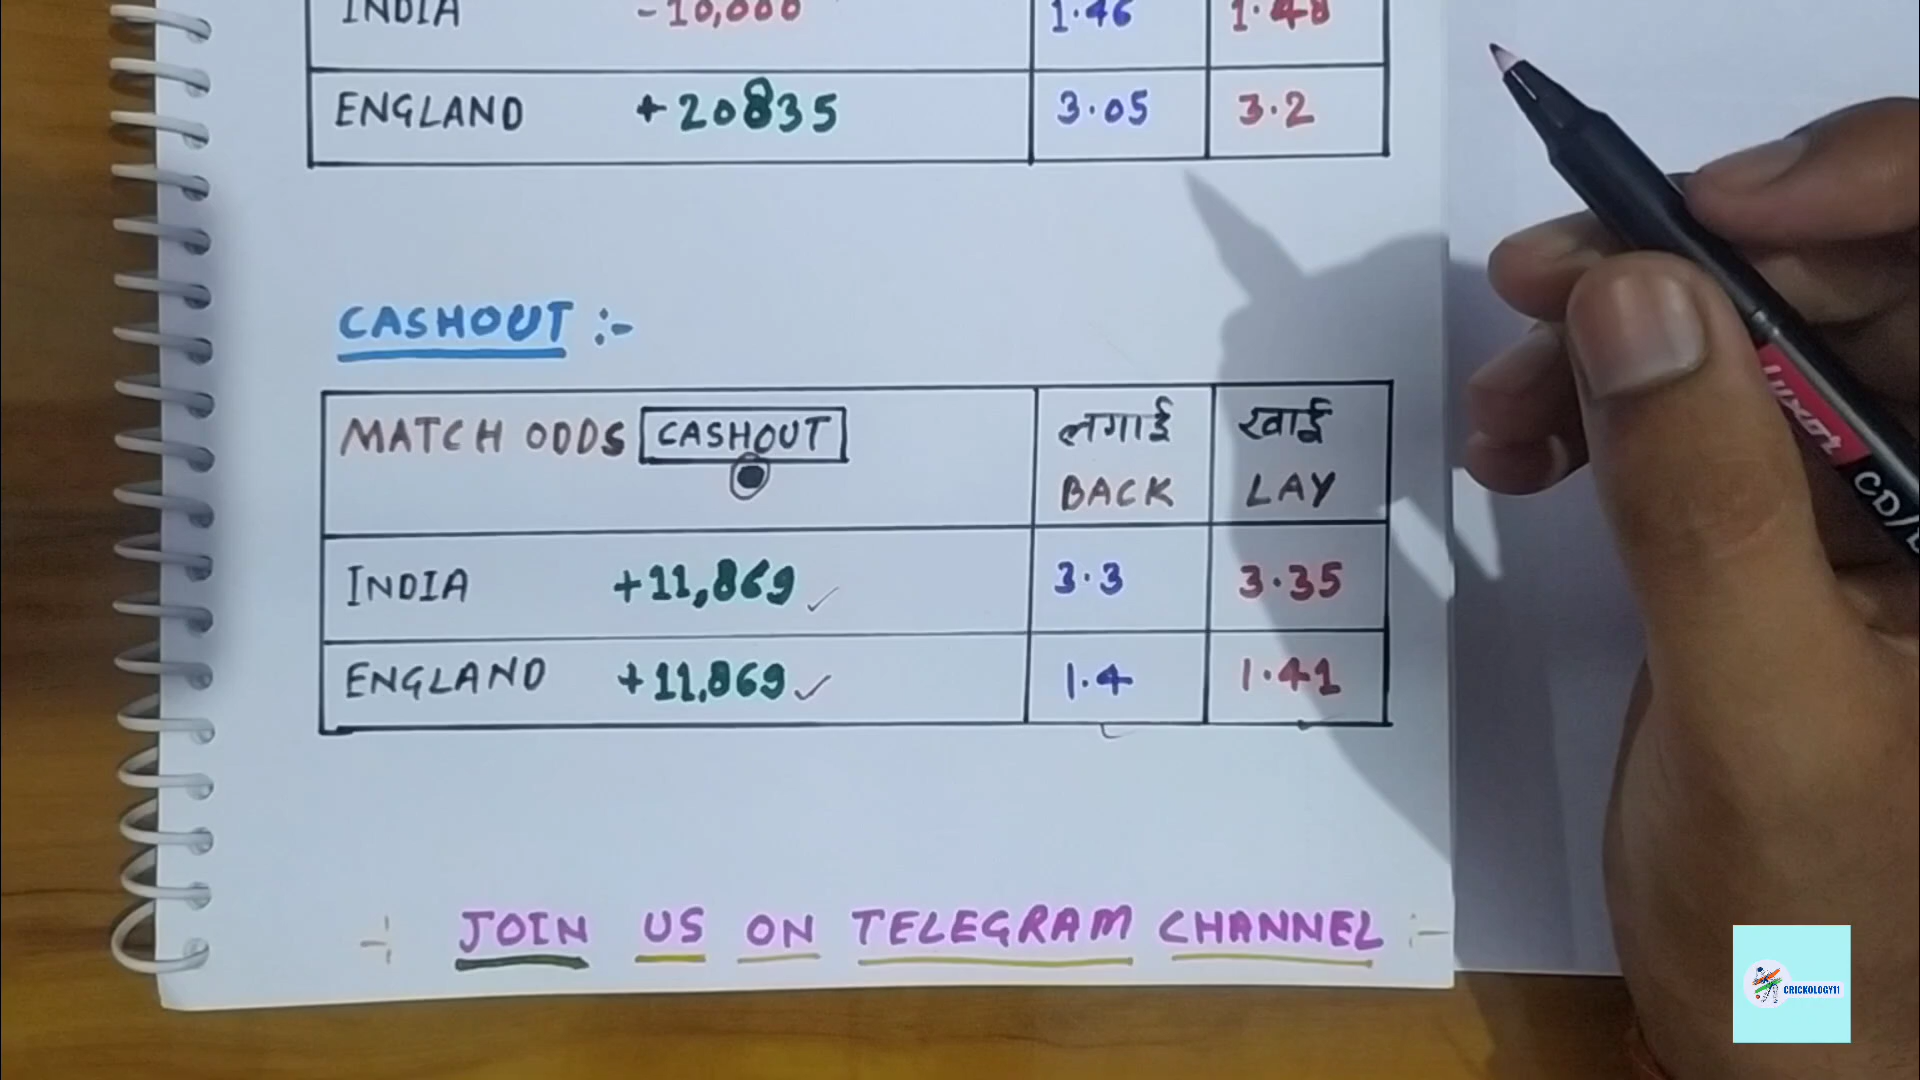 INDIA -10,000 1.46 1.48
ENGLAND +20835 3.05 3.2
CASHOUT :-
MATCH ODDS CASHOUT लगाई खाई
BACK LAY
INDIA +11,869 3.3 3.35
ENGLAND +11,869 1.4 1.41
JOIN US ON TELEGRAM CHANNEL :-
luxor
CD/
CRICKOLOGY11